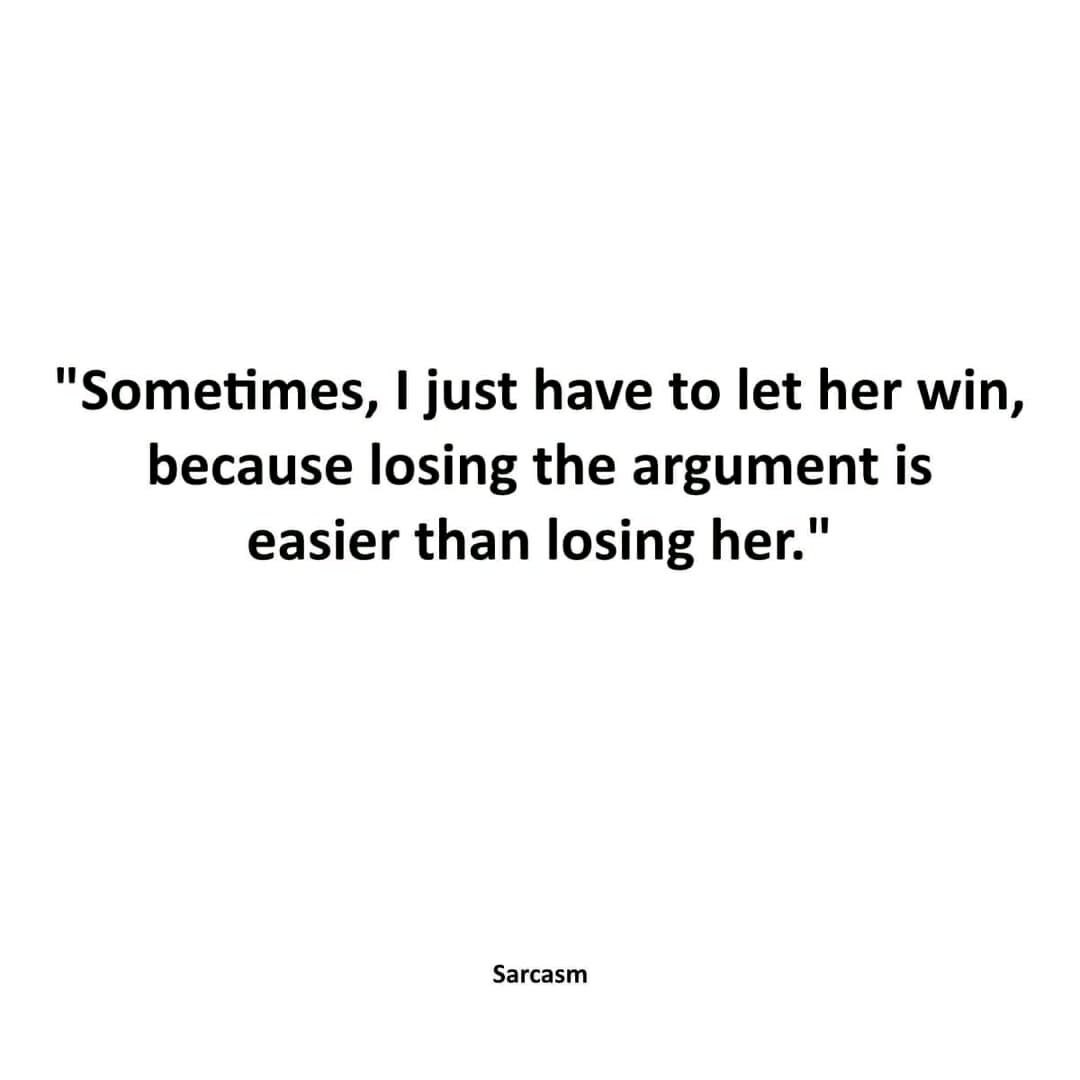 "Sometimes, I just have to let her win,
because losing the argument is
easier than losing her."
Sarcasm